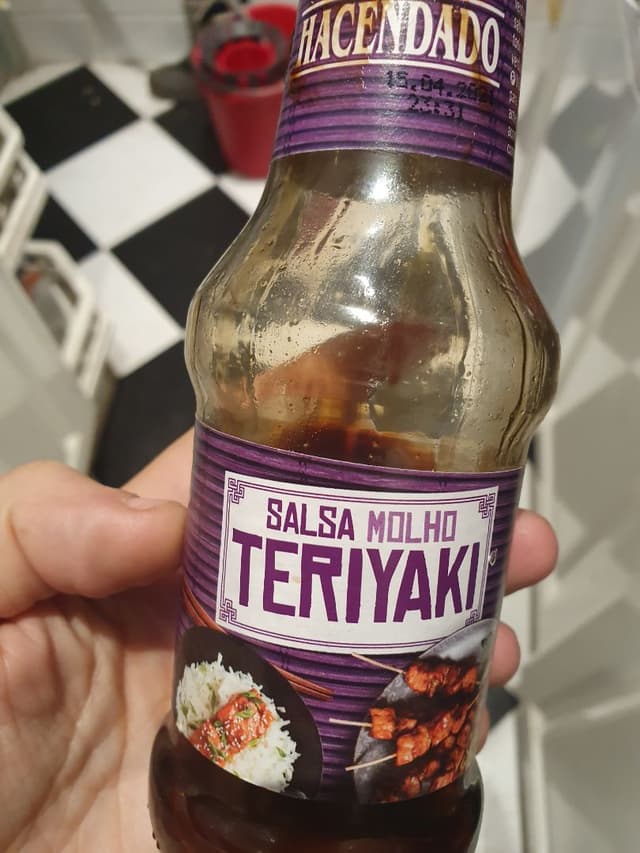 HACENDADO
15.04.202
23:31
SALSA MOLHO
TERIYAKI